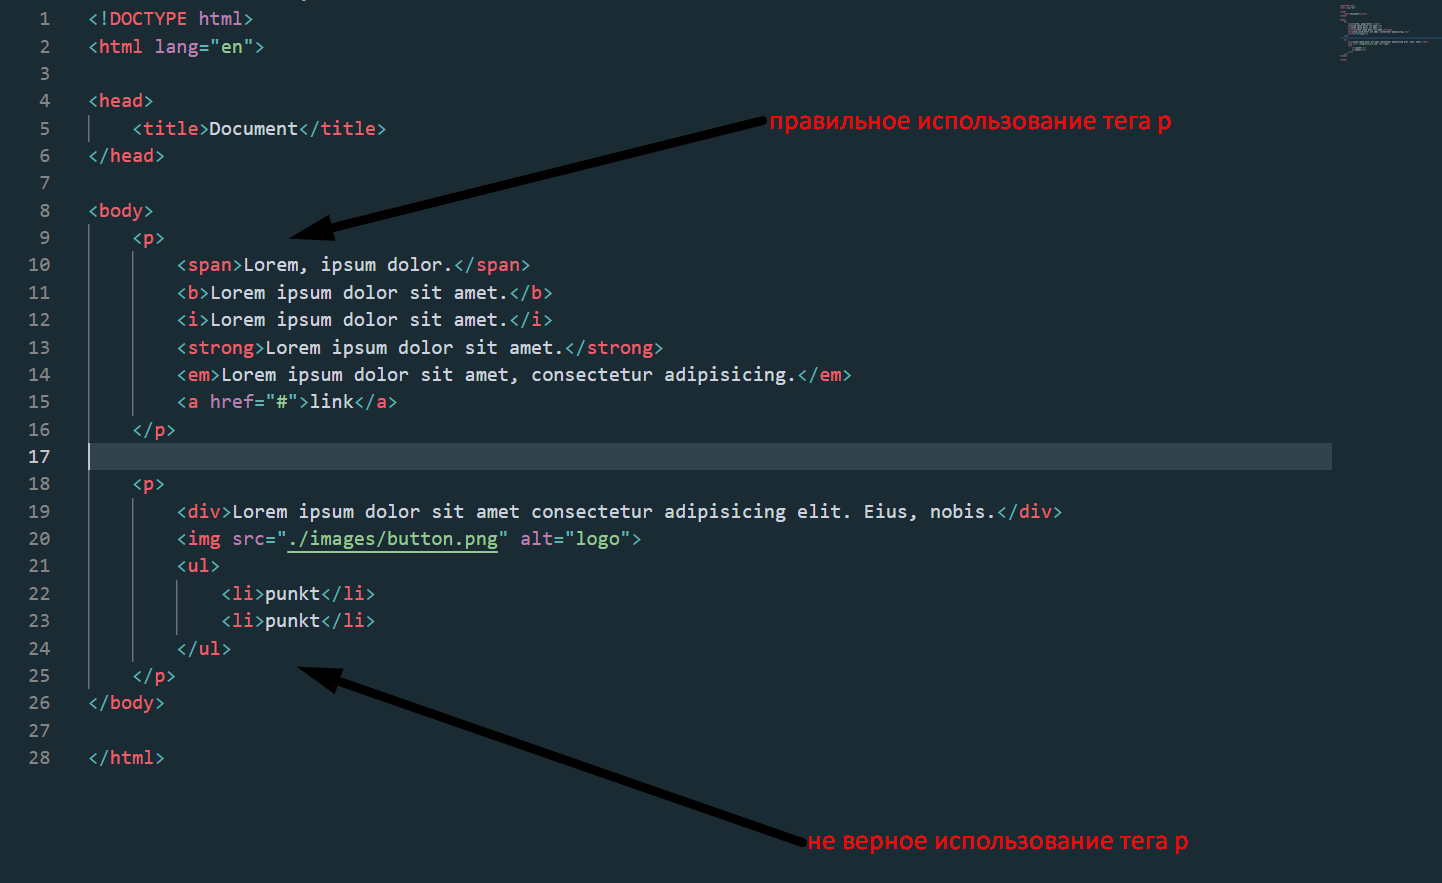 1 <!DOCTYPE html>
2 <html lang="en">
3
4 <head>
5 <title>Document</title>
правильное использование тега p
6 </head>
7
8 <body>
9 <p>
10 <span>Lorem, ipsum dolor.</span>
11 <b>Lorem ipsum dolor sit amet.</b>
12 <i>Lorem ipsum dolor sit amet.</i>
13 <strong>Lorem ipsum dolor sit amet.</strong>
14 <em>Lorem ipsum dolor sit amet, consectetur adipisicing.</em>
15 <a href="#">link</a>
16 </p>
17
18 <p>
19 <div>Lorem ipsum dolor sit amet consectetur adipisicing elit. Eius, nobis.</div>
20 <img src="./images/button.png" alt="logo">
21 <ul>
22 <li>punkt</li>
23 <li>punkt</li>
24 </ul>
25 </p>
26 </body>
27
28 </html>
не верное использование тега p